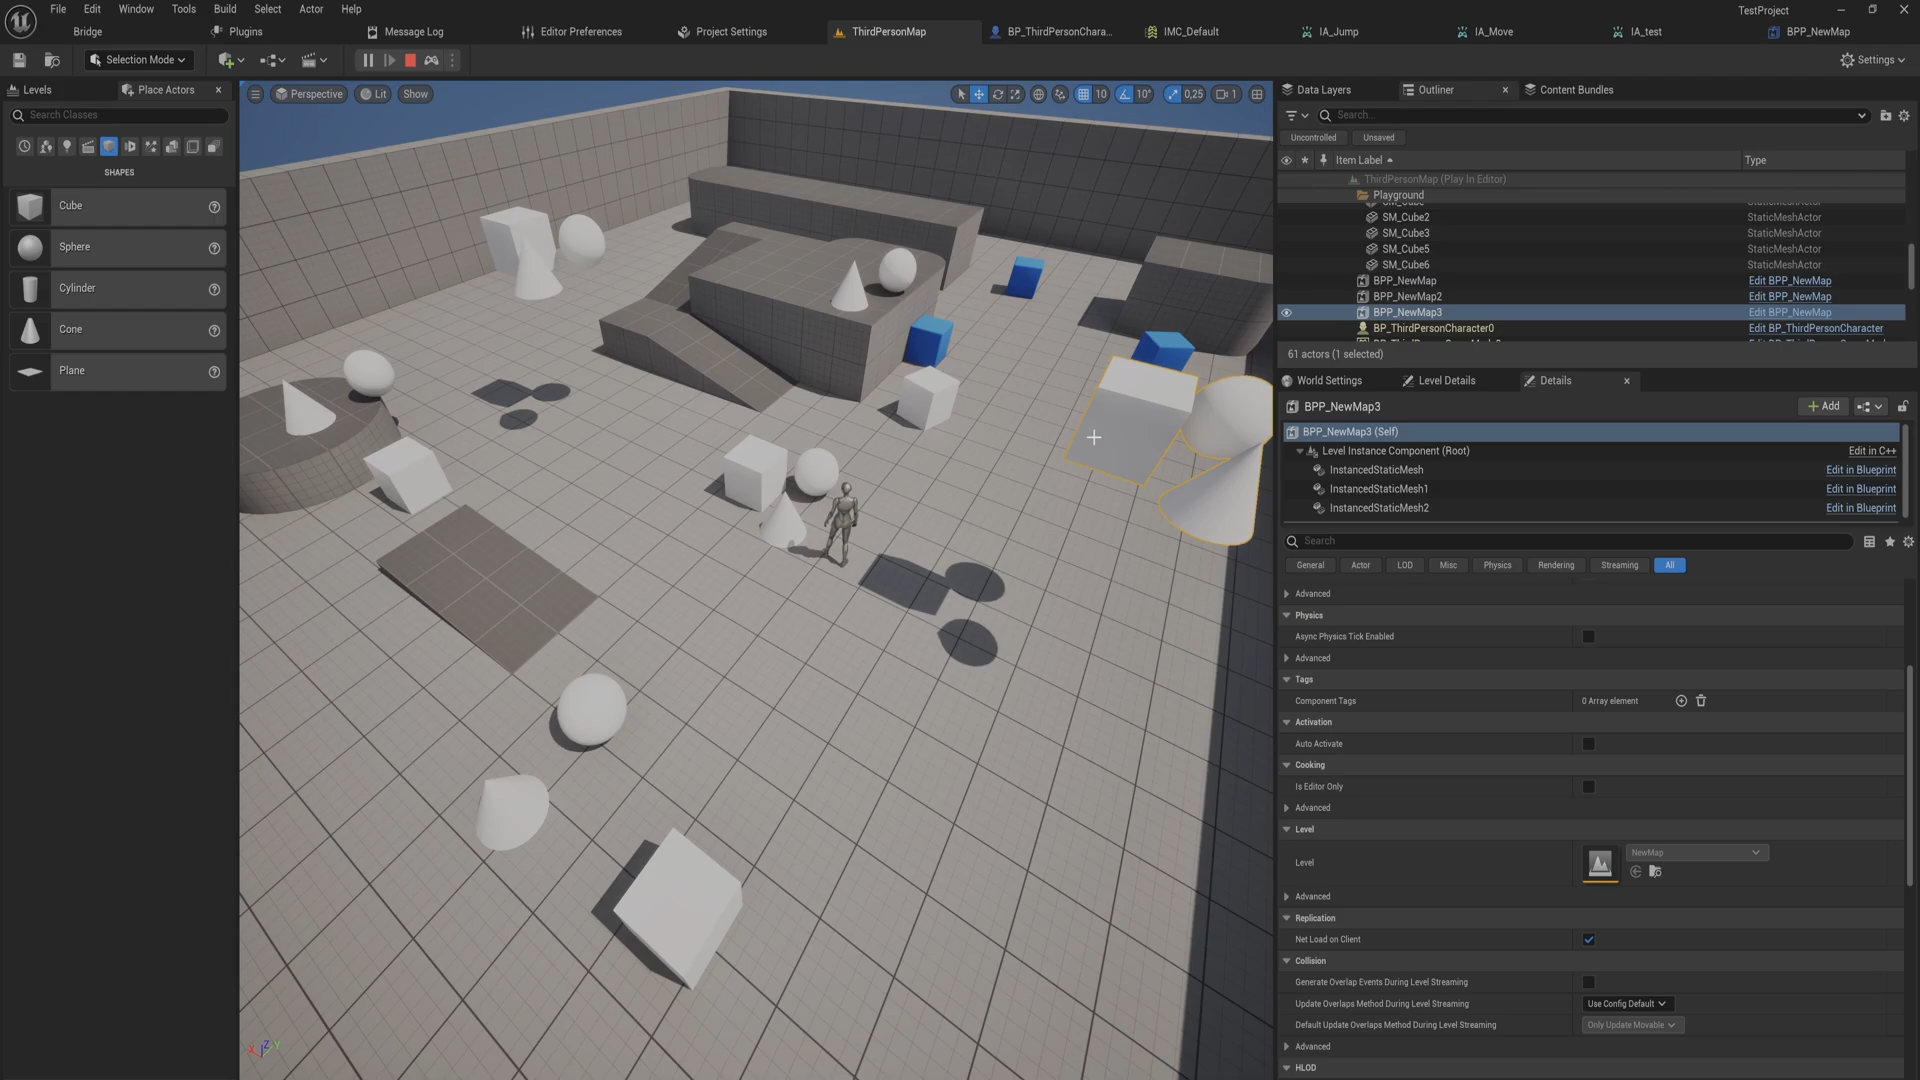 File Edit Window Tools Build Select Actor Help
TestProject
Bridge
Plugins
Message Log
Editor Preferences
Project Settings
ThirdPersonMap
BP_ThirdPersonChara...
IMC_Default
IA_Jump
IA_Move
IA_test
BPP_NewMap
Selection Mode
Settings
Levels
Place Actors
Search Classes
SHAPES
Cube
Sphere
Cylinder
Cone
Plane
Perspective
Lit
Show
10
10°
0,25
1
Data Layers
Outliner
Content Bundles
Search...
Uncontrolled
Unsaved
Item Label
Type
ThirdPersonMap (Play In Editor)
Playground
SM_Cube2 StaticMeshActor
SM_Cube3 StaticMeshActor
SM_Cube5 StaticMeshActor
SM_Cube6 StaticMeshActor
BPP_NewMap Edit BPP_NewMap
BPP_NewMap2 Edit BPP_NewMap
BPP_NewMap3 Edit BPP_NewMap
BP_ThirdPersonCharacter0 Edit BP_ThirdPersonCharacter
61 actors (1 selected)
World Settings
Level Details
Details
BPP_NewMap3
Add
BPP_NewMap3 (Self)
Level Instance Component (Root) Edit in C++
InstancedStaticMesh Edit in Blueprint
InstancedStaticMesh1 Edit in Blueprint
InstancedStaticMesh2 Edit in Blueprint
Search
General Actor LOD Misc Physics Rendering Streaming All
Advanced
Physics
Async Physics Tick Enabled
Advanced
Tags
Component Tags 0 Array element
Activation
Auto Activate
Cooking
Is Editor Only
Advanced
Level
Level NewMap
Advanced
Replication
Net Load on Client
Collision
Generate Overlap Events During Level Streaming
Update Overlaps Method During Level Streaming Use Config Default
Default Update Overlaps Method During Level Streaming Only Update Movable
Advanced
HLOD
X Z Y